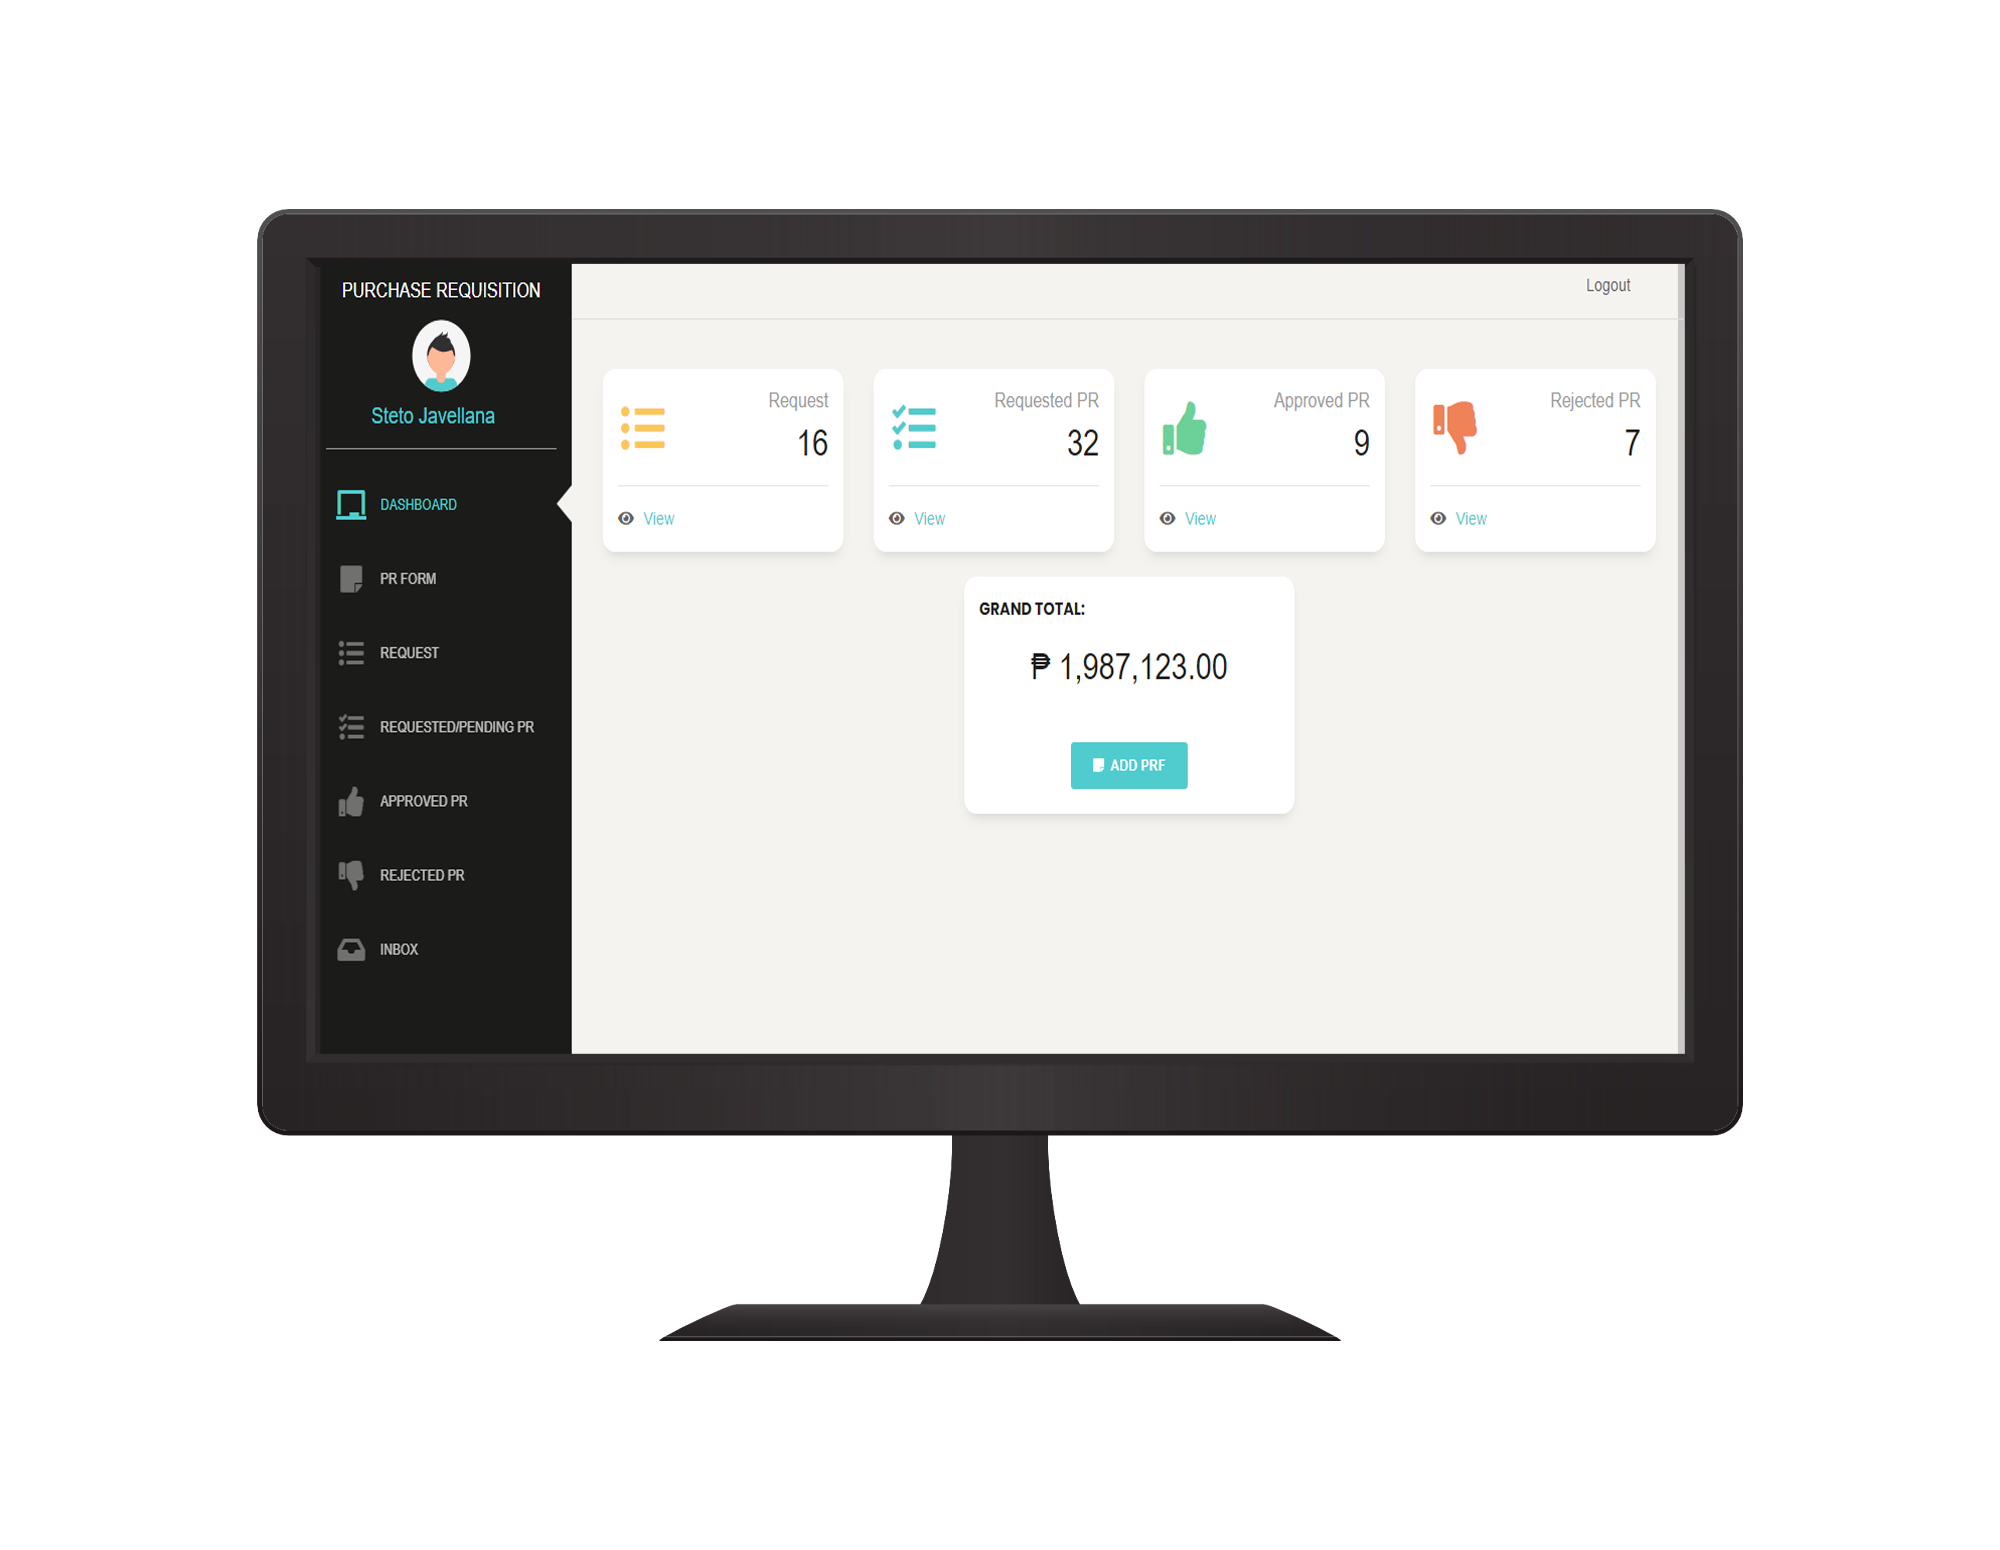 PURCHASE REQUISITION
Steto Javellana
DASHBOARD
PR FORM
REQUEST
REQUESTED/PENDING PR
APPROVED PR
REJECTED PR
INBOX
Logout
Request
16
View
Requested PR
32
View
Approved PR
9
View
Rejected PR
7
View
GRAND TOTAL:
₱ 1,987,123.00
ADD PRF